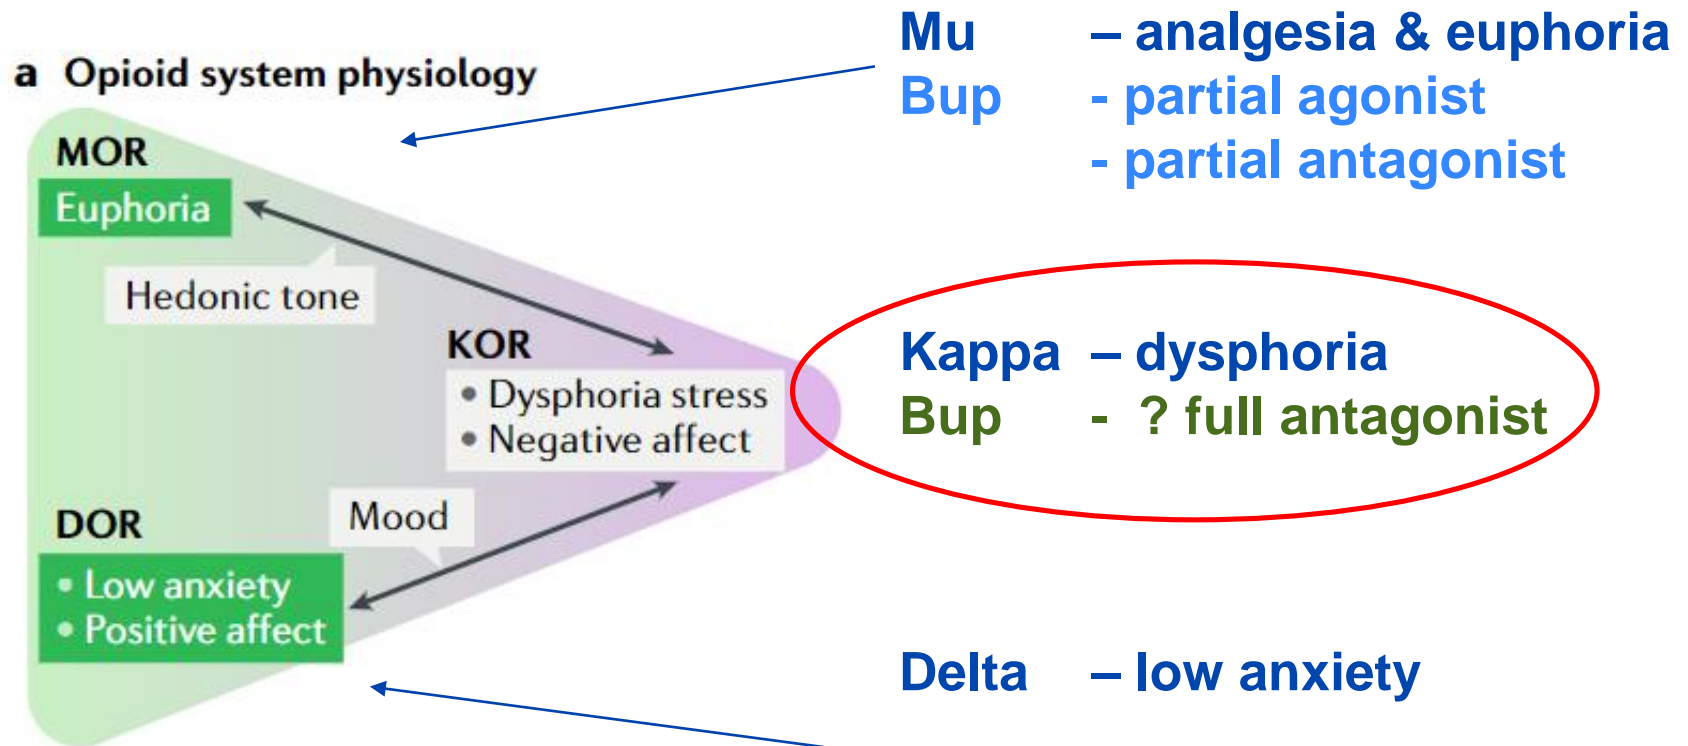 a Opioid system physiology
MOR
Euphoria
Hedonic tone
KOR
• Dysphoria stress
• Negative affect
Mood
DOR
• Low anxiety
• Positive affect
Mu – analgesia & euphoria
Bup - partial agonist
- partial antagonist
Kappa – dysphoria
Bup - ? full antagonist
Delta – low anxiety